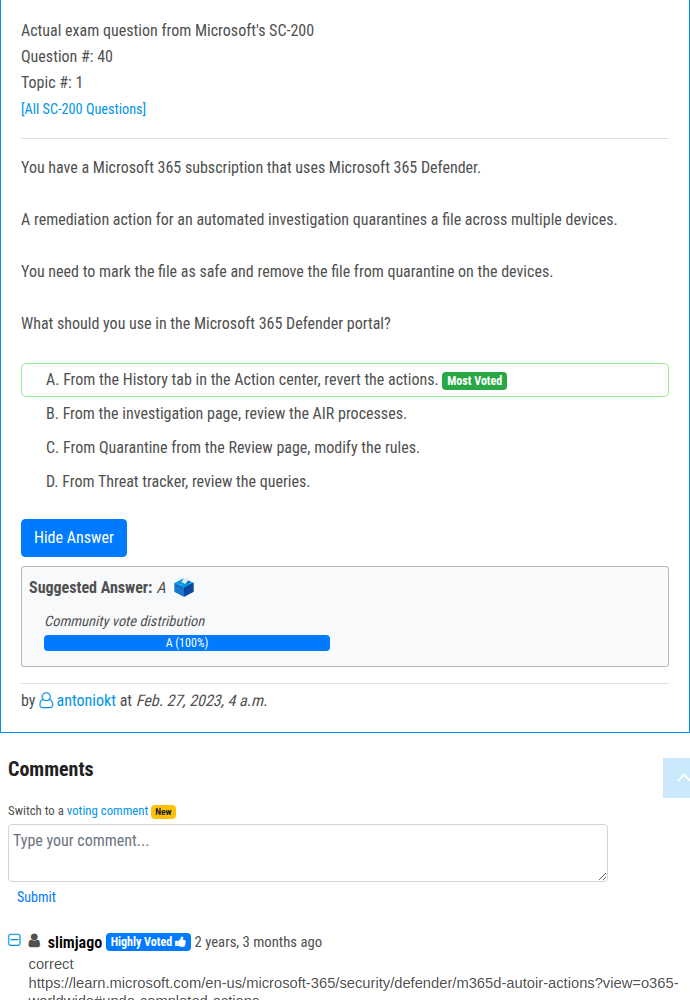 Actual exam question from Microsoft's SC-200
Question #: 40
Topic #: 1
[All SC-200 Questions]
You have a Microsoft 365 subscription that uses Microsoft 365 Defender.
A remediation action for an automated investigation quarantines a file across multiple devices.
You need to mark the file as safe and remove the file from quarantine on the devices.
What should you use in the Microsoft 365 Defender portal?
A. From the History tab in the Action center, revert the actions. Most Voted
B. From the investigation page, review the AIR processes.
C. From Quarantine from the Review page, modify the rules.
D. From Threat tracker, review the queries.
Hide Answer
Suggested Answer: A
Community vote distribution
A (100%)
by antoniokt at Feb. 27, 2023, 4 a.m.
Comments
Switch to a voting comment New
Type your comment...
Submit
slimjago Highly Voted 2 years, 3 months ago
correct
https://learn.microsoft.com/en-us/microsoft-365/security/defender/m365d-autoir-actions?view=o365-
worldwide#undo-completed-actions